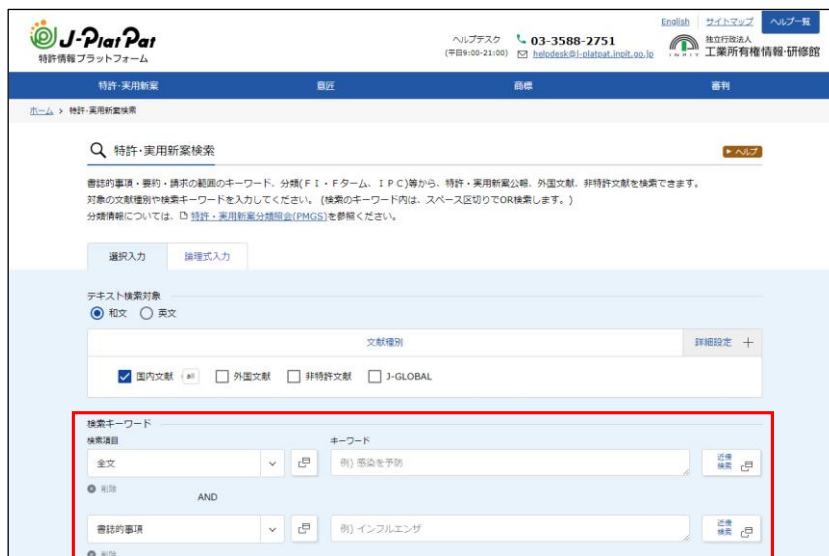 English サイトマップ ヘルプ一覧
J-PlatPat
特許情報プラットフォーム
ヘルプデスク 03-3588-2751
(平日9:00-21:00) helpdesk@j-platpat.inpit.go.jp
INPIT
独立行政法人
工業所有権情報・研修館
特許・実用新案 意匠 商標 審判
ホーム > 特許・実用新案検索
特許・実用新案検索 ヘルプ
書誌的事項・要約・請求の範囲のキーワード、分類(FI・Fターム、IPC)等から、特許・実用新案公報、外国文献、非特許文献を検索できます。
対象の文献種別や検索キーワードを入力してください。(検索のキーワード内は、スペース区切りでOR検索します。)
分類情報については、特許・実用新案分類照会(PMGS)を参照ください。
選択入力 論理式入力
テキスト検索対象
和文 英文
文献種別 詳細設定 +
国内文献 all 外国文献 非特許文献 J-GLOBAL
検索キーワード
検索項目 キーワード
全文 例) 感染を予防 近傍検索
削除
AND
書誌的事項 例) インフルエンザ 近傍検索
削除